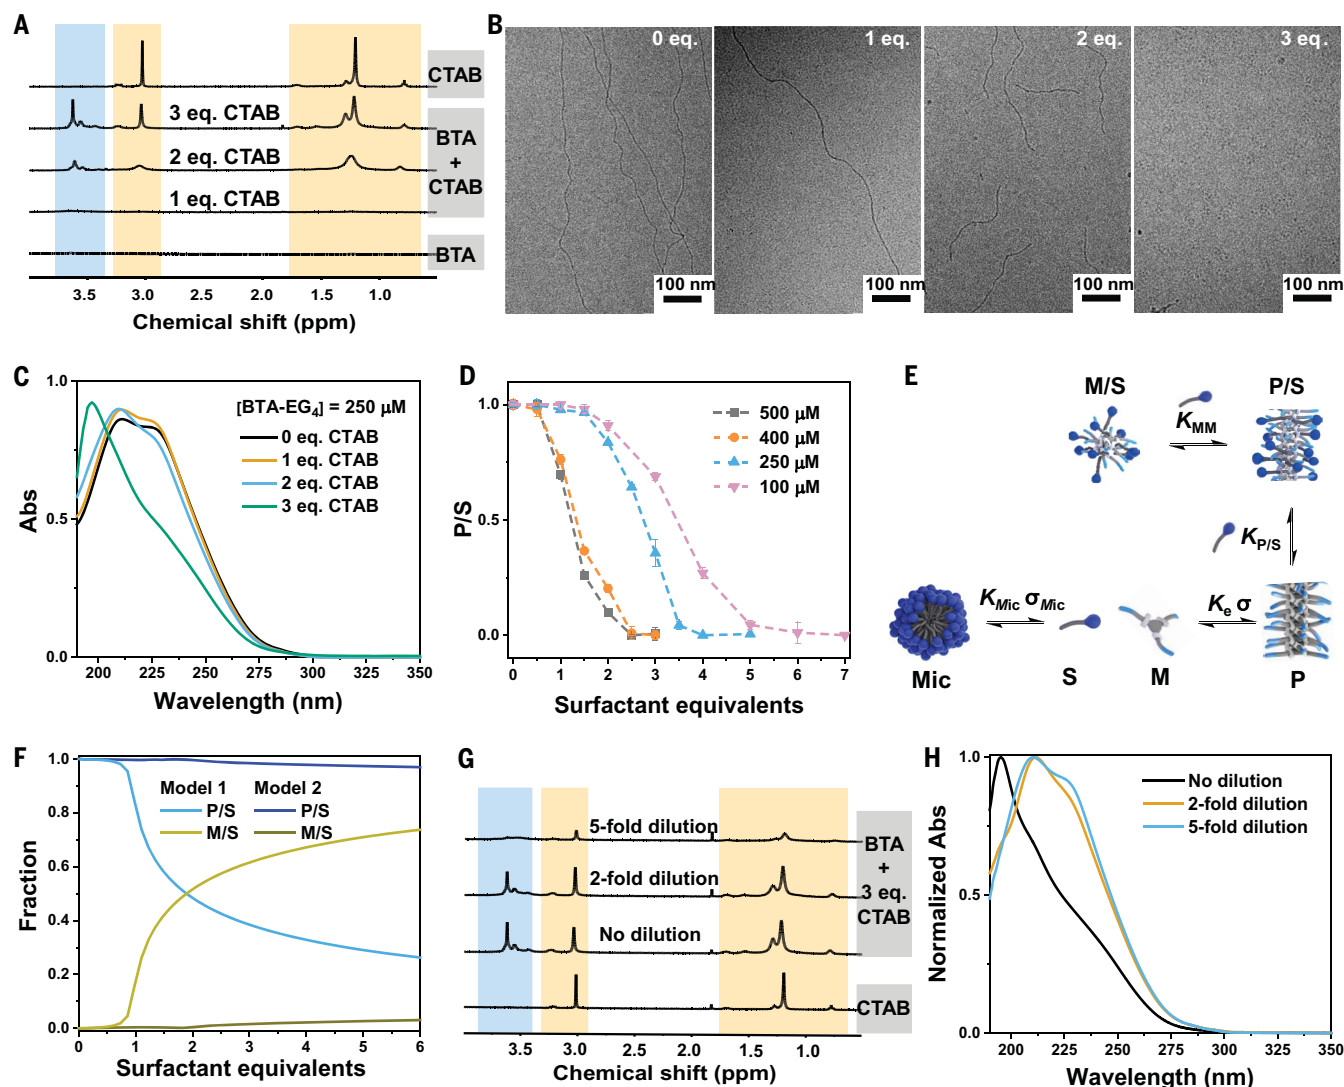 A
CTAB
3 eq. CTAB
2 eq. CTAB
1 eq. CTAB
BTA
+
CTAB
BTA
3.5 3.0 2.5 2.0 1.5 1.0
Chemical shift (ppm)
B
0 eq. 1 eq. 2 eq. 3 eq.
100 nm 100 nm 100 nm 100 nm
C
1.0
0.5
0.0
Abs
[BTA-EG₄] = 250 µM
0 eq. CTAB
1 eq. CTAB
2 eq. CTAB
3 eq. CTAB
200 225 250 275 300 325 350
Wavelength (nm)
D
1.0
0.5
0.0
P/S
500 µM
400 µM
250 µM
100 µM
0 1 2 3 4 5 6 7
Surfactant equivalents
E
M/S
P/S
K_MM
K_P/S
K_Mic σ_Mic
K_e σ
Mic
S
M
P
F
1.0
0.8
0.6
0.4
0.2
0.0
Fraction
Model 1 Model 2
P/S P/S
M/S M/S
0 1 2 3 4 5 6
Surfactant equivalents
G
5-fold dilution
2-fold dilution
No dilution
BTA
+
3 eq.
CTAB
CTAB
3.5 3.0 2.5 2.0 1.5 1.0
Chemical shift (ppm)
H
1.0
0.5
0.0
Normalized Abs
No dilution
2-fold dilution
5-fold dilution
200 225 250 275 300 325 350
Wavelength (nm)